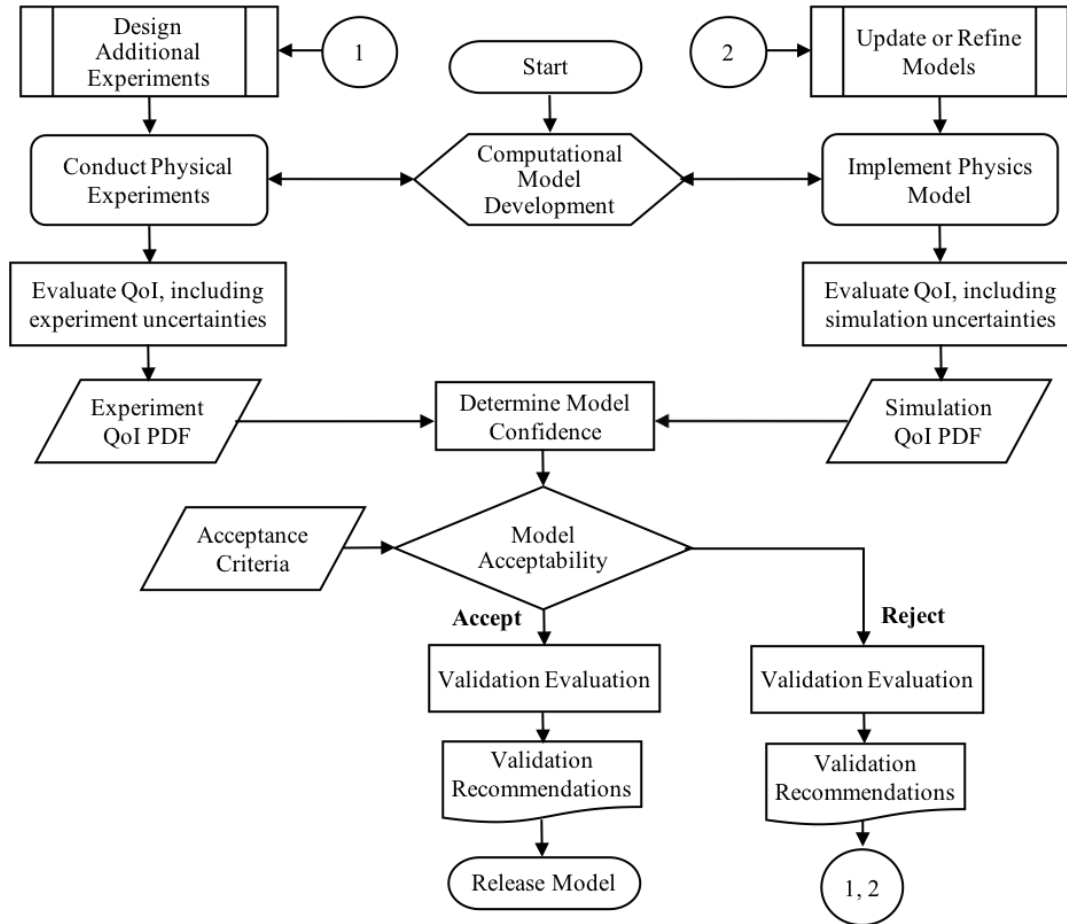 Design
Additional
Experiments
1
Start
2
Update or Refine
Models
Conduct Physical
Experiments
Computational
Model
Development
Implement Physics
Model
Evaluate QoI, including
experiment uncertainties
Evaluate QoI, including
simulation uncertainties
Experiment
QoI PDF
Determine Model
Confidence
Simulation
QoI PDF
Acceptance
Criteria
Model
Acceptability
Accept
Reject
Validation Evaluation
Validation Evaluation
Validation
Recommendations
Validation
Recommendations
Release Model
1, 2